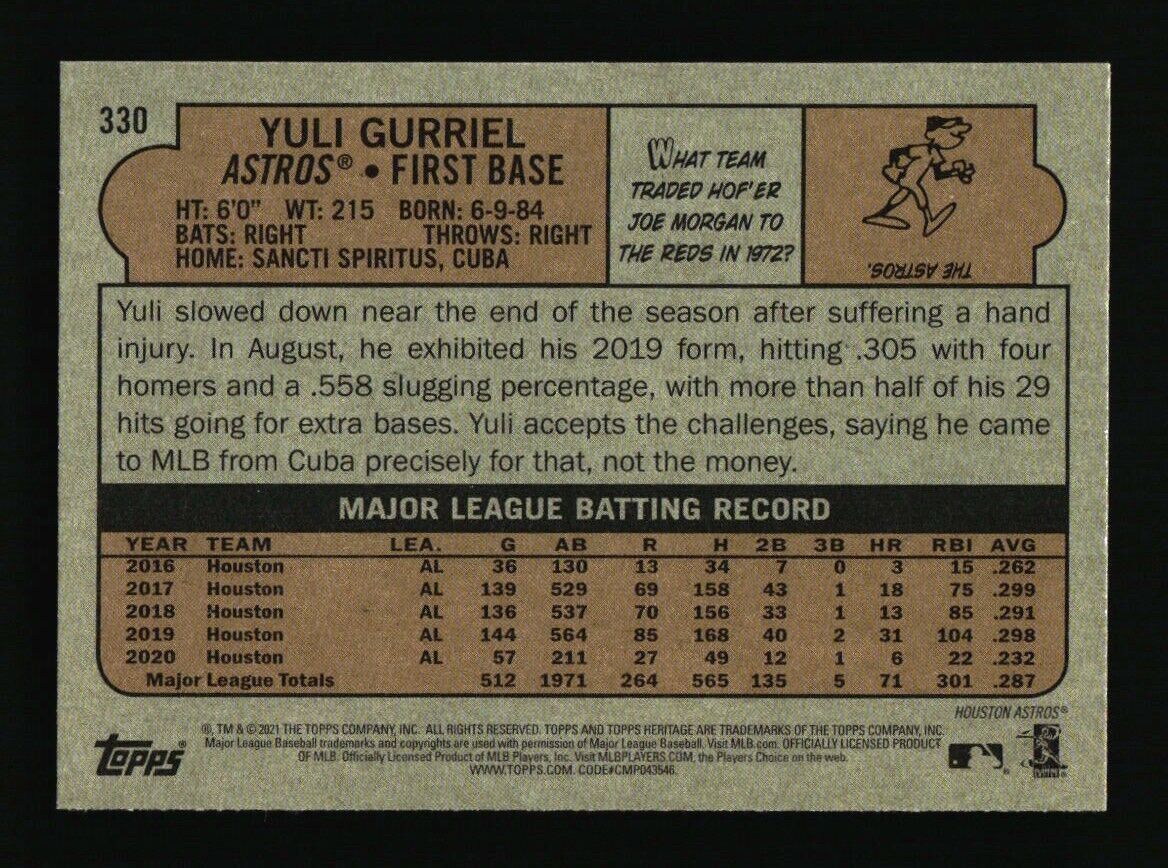 330
YULI GURRIEL
ASTROS® • FIRST BASE
HT: 6'0" WT: 215 BORN: 6-9-84
BATS: RIGHT THROWS: RIGHT
HOME: SANCTI SPIRITUS, CUBA
WHAT TEAM
TRADED HOF'ER
JOE MORGAN TO
THE REDS IN 1972?
THE ASTROS.
Yuli slowed down near the end of the season after suffering a hand
injury. In August, he exhibited his 2019 form, hitting .305 with four
homers and a .558 slugging percentage, with more than half of his 29
hits going for extra bases. Yuli accepts the challenges, saying he came
to MLB from Cuba precisely for that, not the money.
MAJOR LEAGUE BATTING RECORD
YEAR TEAM LEA. G AB R H 2B 3B HR RBI AVG
2016 Houston AL 36 130 13 34 7 0 3 15 .262
2017 Houston AL 139 529 69 158 43 1 18 75 .299
2018 Houston AL 136 537 70 156 33 1 13 85 .291
2019 Houston AL 144 564 85 168 40 2 31 104 .298
2020 Houston AL 57 211 27 49 12 1 6 22 .232
Major League Totals 512 1971 264 565 135 5 71 301 .287
HOUSTON ASTROS®
®, TM & © 2021 THE TOPPS COMPANY, INC. ALL RIGHTS RESERVED. TOPPS AND TOPPS HERITAGE ARE TRADEMARKS OF THE TOPPS COMPANY, INC.
Major League Baseball trademarks and copyrights are used with permission of Major League Baseball. Visit MLB.com. OFFICIALLY LICENSED PRODUCT
OF MLB. Officially Licensed Product of MLB Players, Inc. Visit MLBPLAYERS.COM, the Players Choice on the web.
WWW.TOPPS.COM. CODE#CMP043546.
topps®